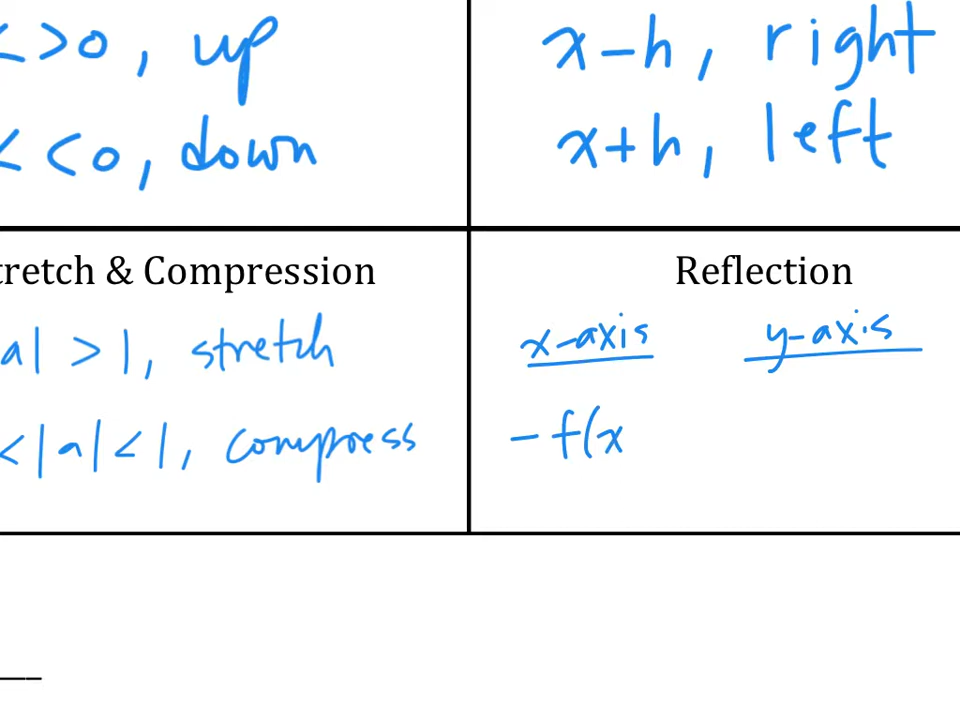 <>0, up
<<0, down
x-h, right
x+h, left
tretch & Compression
a| >1, stretch
<|a|<1, compress
Reflection
x-axis y-axis
-f(x